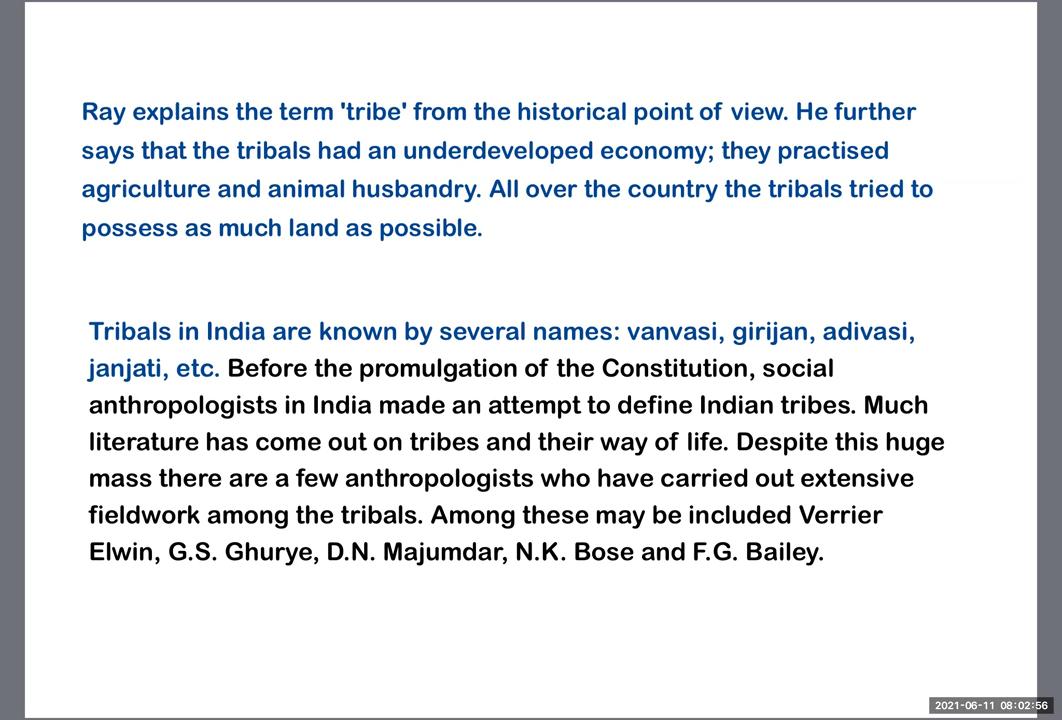 Ray explains the term 'tribe' from the historical point of view. He further
says that the tribals had an underdeveloped economy; they practised
agriculture and animal husbandry. All over the country the tribals tried to
possess as much land as possible.
Tribals in India are known by several names: vanvasi, girijan, adivasi,
janjati, etc. Before the promulgation of the Constitution, social
anthropologists in India made an attempt to define Indian tribes. Much
literature has come out on tribes and their way of life. Despite this huge
mass there are a few anthropologists who have carried out extensive
fieldwork among the tribals. Among these may be included Verrier
Elwin, G.S. Ghurye, D.N. Majumdar, N.K. Bose and F.G. Bailey.
2021-06-11 08:02:56